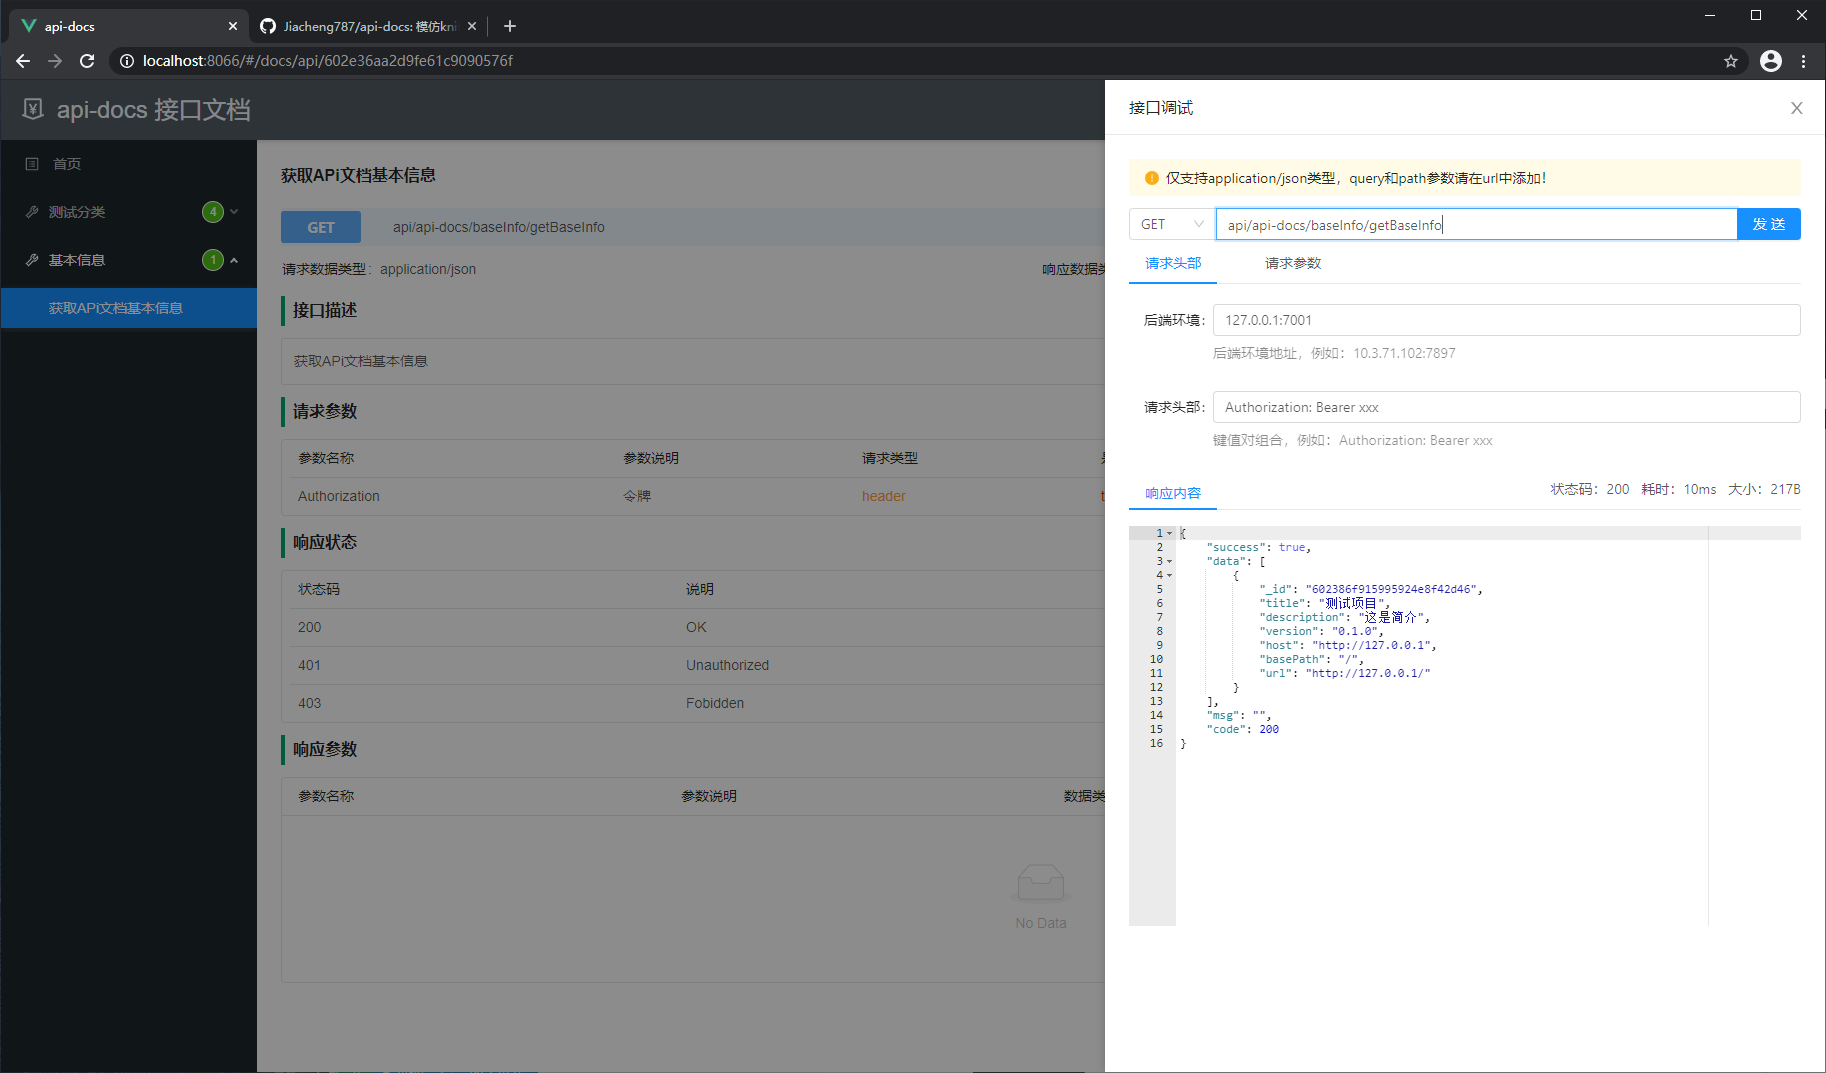 api-docs
Jiacheng787/api-docs: 模仿kni
localhost:8066/#/docs/api/602e36aa2d9fe61c9090576f
api-docs 接口文档
首页
测试分类 4
基本信息 1
获取APi文档基本信息
获取APi文档基本信息
GET api/api-docs/baseInfo/getBaseInfo
请求数据类型：application/json 响应数据类
接口描述
获取APi文档基本信息
请求参数
参数名称 参数说明 请求类型
Authorization 令牌 header t
响应状态
状态码 说明
200 OK
401 Unauthorized
403 Fobidden
响应参数
参数名称 参数说明 数据类
No Data
接口调试
仅支持application/json类型，query和path参数请在url中添加！
GET api/api-docs/baseInfo/getBaseInfo 发 送
请求头部 请求参数
后端环境: 127.0.0.1:7001
后端环境地址，例如：10.3.71.102:7897
请求头部: Authorization: Bearer xxx
键值对组合，例如：Authorization: Bearer xxx
响应内容 状态码：200 耗时：10ms 大小：217B
1 {
2 "success": true,
3 "data": [
4 {
5 "_id": "602386f915995924e8f42d46",
6 "title": "测试项目",
7 "description": "这是简介",
8 "version": "0.1.0",
9 "host": "http://127.0.0.1",
10 "basePath": "/",
11 "url": "http://127.0.0.1/"
12 }
13 ],
14 "msg": "",
15 "code": 200
16 }